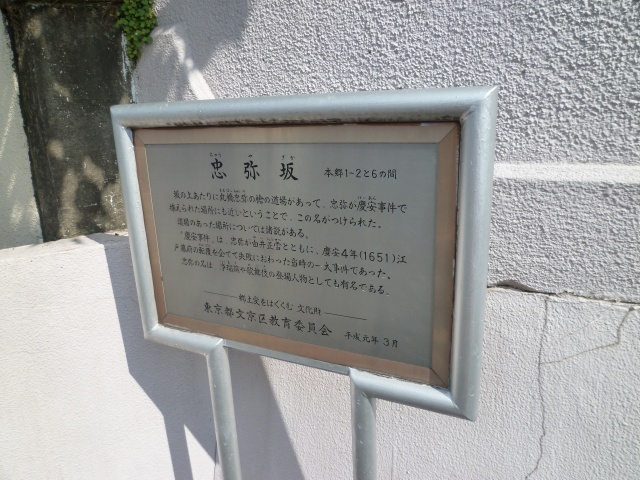 忠弥坂 本郷1~2と6の間
ちゅう や ざか
坂の上あたりに丸橋忠弥の槍の道場があって、忠弥が慶安事件で
捕えられた場所にも近いということで、この名がつけられた。
道場のあった場所については諸説がある。
“慶安事件”は、忠弥が由井正雪とともに、慶安4年(1651)江
戸幕府の転覆を企てて失敗におわった当時の一大事件であった。
忠弥の名は、浄瑠璃や歌舞伎の登場人物としても有名である。
郷土愛をはぐくむ 文化財
東京都文京区教育委員会 平成元年 3月